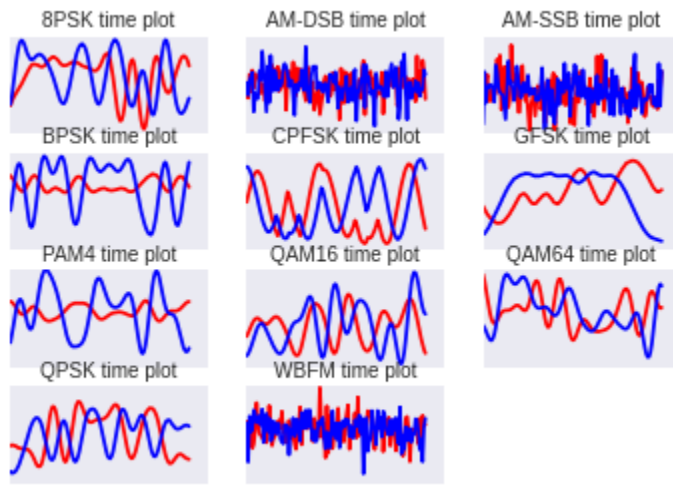 8PSK time plot
AM-DSB time plot
AM-SSB time plot
BPSK time plot
CPFSK time plot
GFSK time plot
PAM4 time plot
QAM16 time plot
QAM64 time plot
QPSK time plot
WBFM time plot